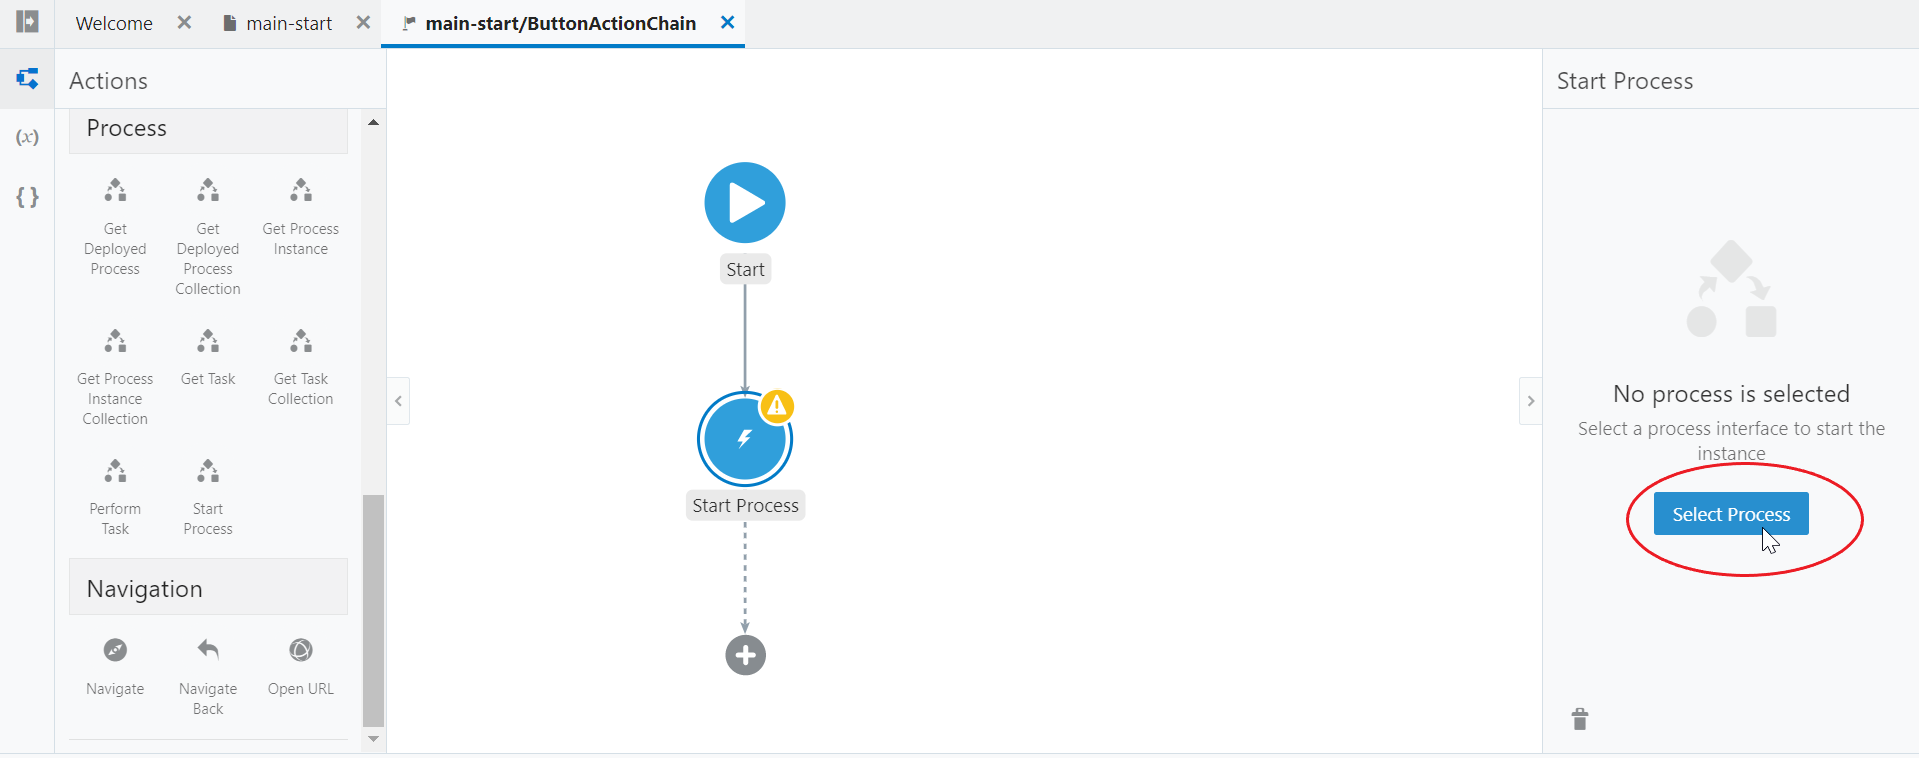 Welcome
main-start
main-start/ButtonActionChain
Actions
(x)
{ }
Process
Get Deployed Process
Get Deployed Process Collection
Get Process Instance
Get Process Instance Collection
Get Task
Get Task Collection
Perform Task
Start Process
Navigation
Navigate
Navigate Back
Open URL
Start
Start Process
Start Process
No process is selected
Select a process interface to start the
instance
Select Process